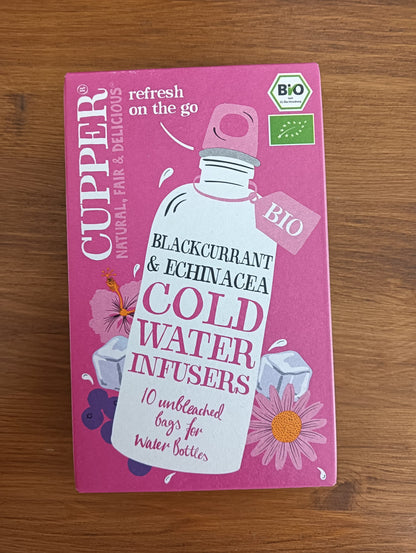 CUPPER®
NATURAL, FAIR & DELICIOUS
refresh
on the go
Bio
BIO
BLACKCURRANT
& ECHINACEA
COLD
WATER
INFUSERS
10 unbleached
bags for
Water Bottles